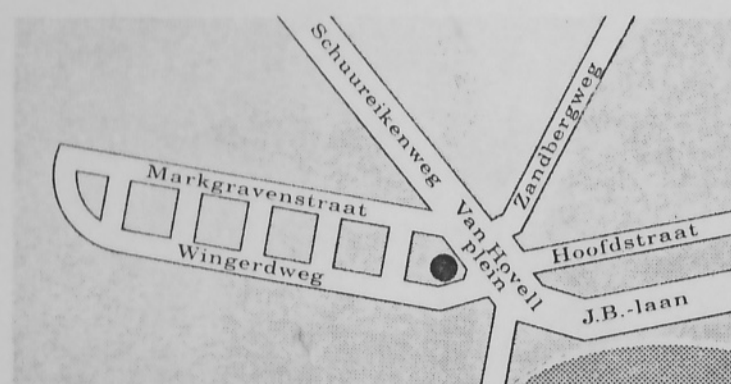 Schuureikenweg
Zandbergweg
Markgravenstraat
Van Hovell
plein
Hoofdstraat
Wingerdweg
J.B.-laan